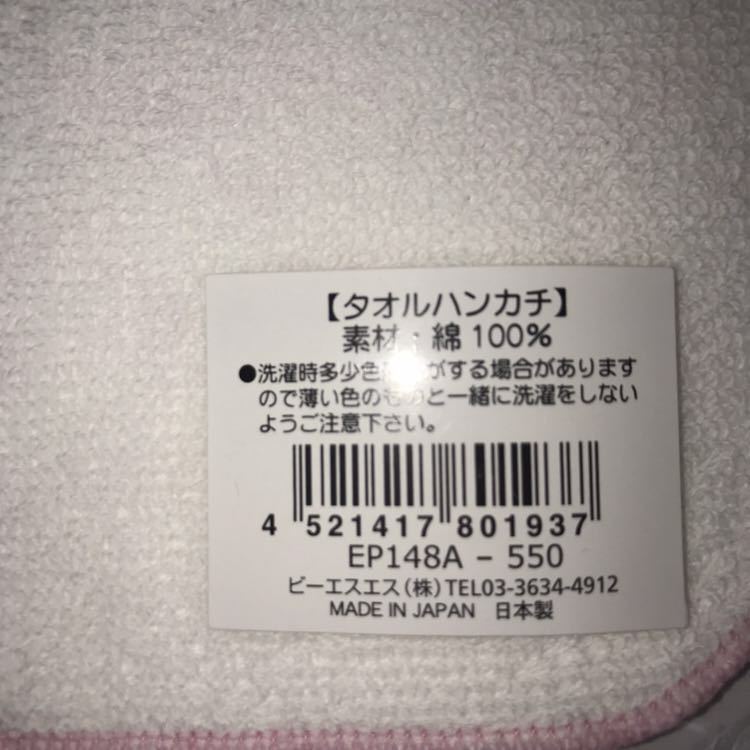 【タオルハンカチ】
素材：綿 100%
●洗濯時多少色がする場合があります
ので薄い色のものと一緒に洗濯をしない
ようご注意下さい。
4 521417 801937
EP148A - 550
ビーエスエス(株)TEL03-3634-4912
MADE IN JAPAN 日本製